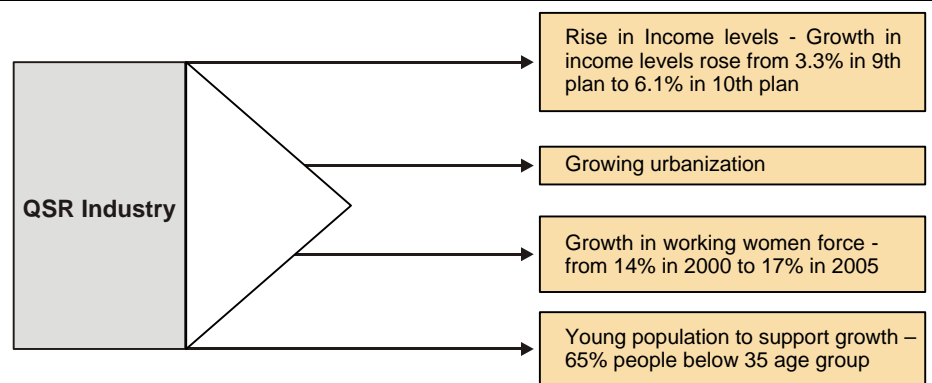 QSR Industry
Rise in Income levels - Growth in
income levels rose from 3.3% in 9th
plan to 6.1% in 10th plan
Growing urbanization
Growth in working women force -
from 14% in 2000 to 17% in 2005
Young population to support growth –
65% people below 35 age group